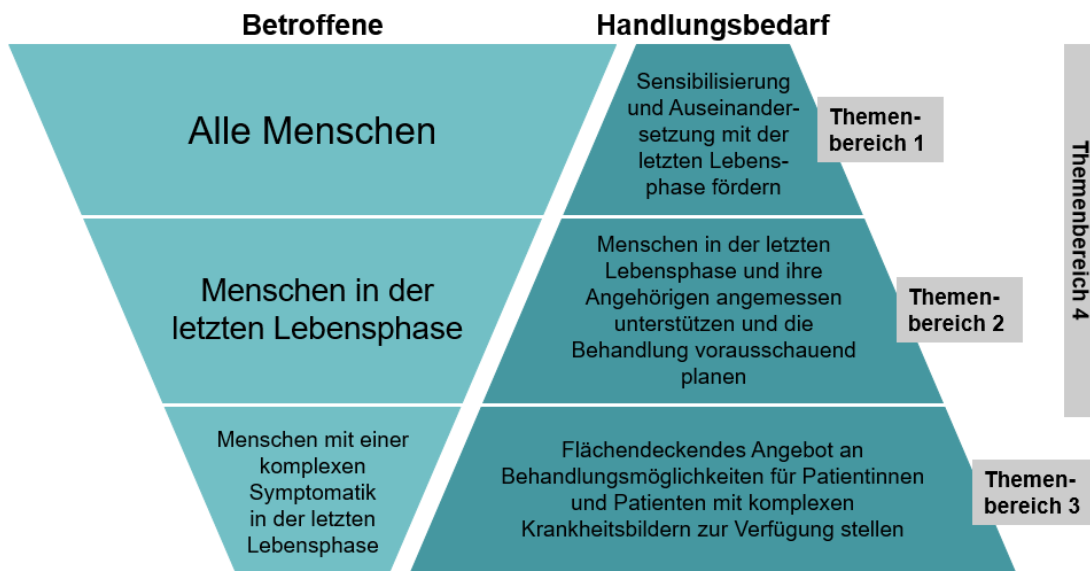 Betroffene
Handlungsbedarf
Alle Menschen
Sensibilisierung
und Auseinander-
setzung mit der
letzten Lebens-
phase fördern
Themen-
bereich 1
Menschen in der
letzten Lebensphase
Menschen in der letzten
Lebensphase und ihre
Angehörigen angemessen
unterstützen und die
Behandlung vorausschauend
planen
Themen-
bereich 2
Menschen mit einer
komplexen
Symptomatik
in der letzten
Lebensphase
Flächendeckendes Angebot an
Behandlungsmöglichkeiten für Patientinnen
und Patienten mit komplexen
Krankheitsbildern zur Verfügung stellen
Themen-
bereich 3
Themenbereich 4